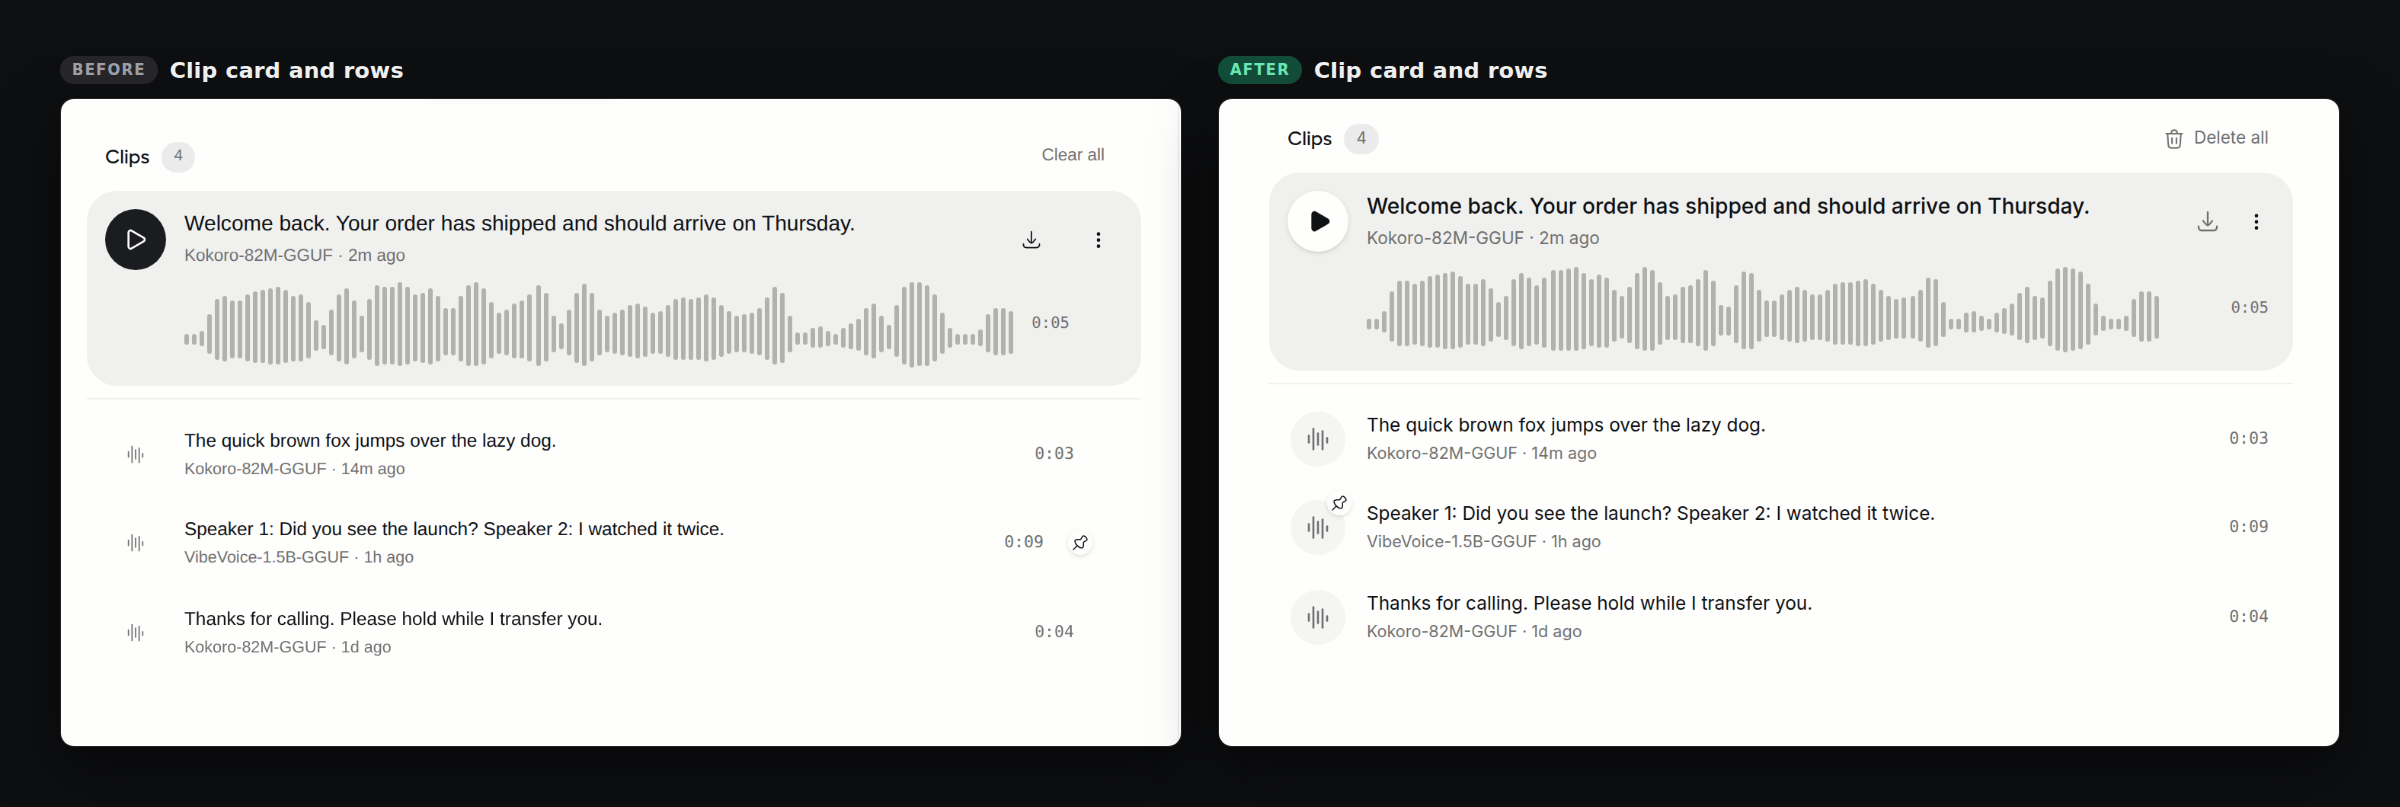 BEFORE Clip card and rows
Clips 4 Clear all
Welcome back. Your order has shipped and should arrive on Thursday.
Kokoro-82M-GGUF · 2m ago
0:05
The quick brown fox jumps over the lazy dog.
Kokoro-82M-GGUF · 14m ago
0:03
Speaker 1: Did you see the launch? Speaker 2: I watched it twice.
VibeVoice-1.5B-GGUF · 1h ago
0:09
Thanks for calling. Please hold while I transfer you.
Kokoro-82M-GGUF · 1d ago
0:04
AFTER Clip card and rows
Clips 4 Delete all
Welcome back. Your order has shipped and should arrive on Thursday.
Kokoro-82M-GGUF · 2m ago
0:05
The quick brown fox jumps over the lazy dog.
Kokoro-82M-GGUF · 14m ago
0:03
Speaker 1: Did you see the launch? Speaker 2: I watched it twice.
VibeVoice-1.5B-GGUF · 1h ago
0:09
Thanks for calling. Please hold while I transfer you.
Kokoro-82M-GGUF · 1d ago
0:04